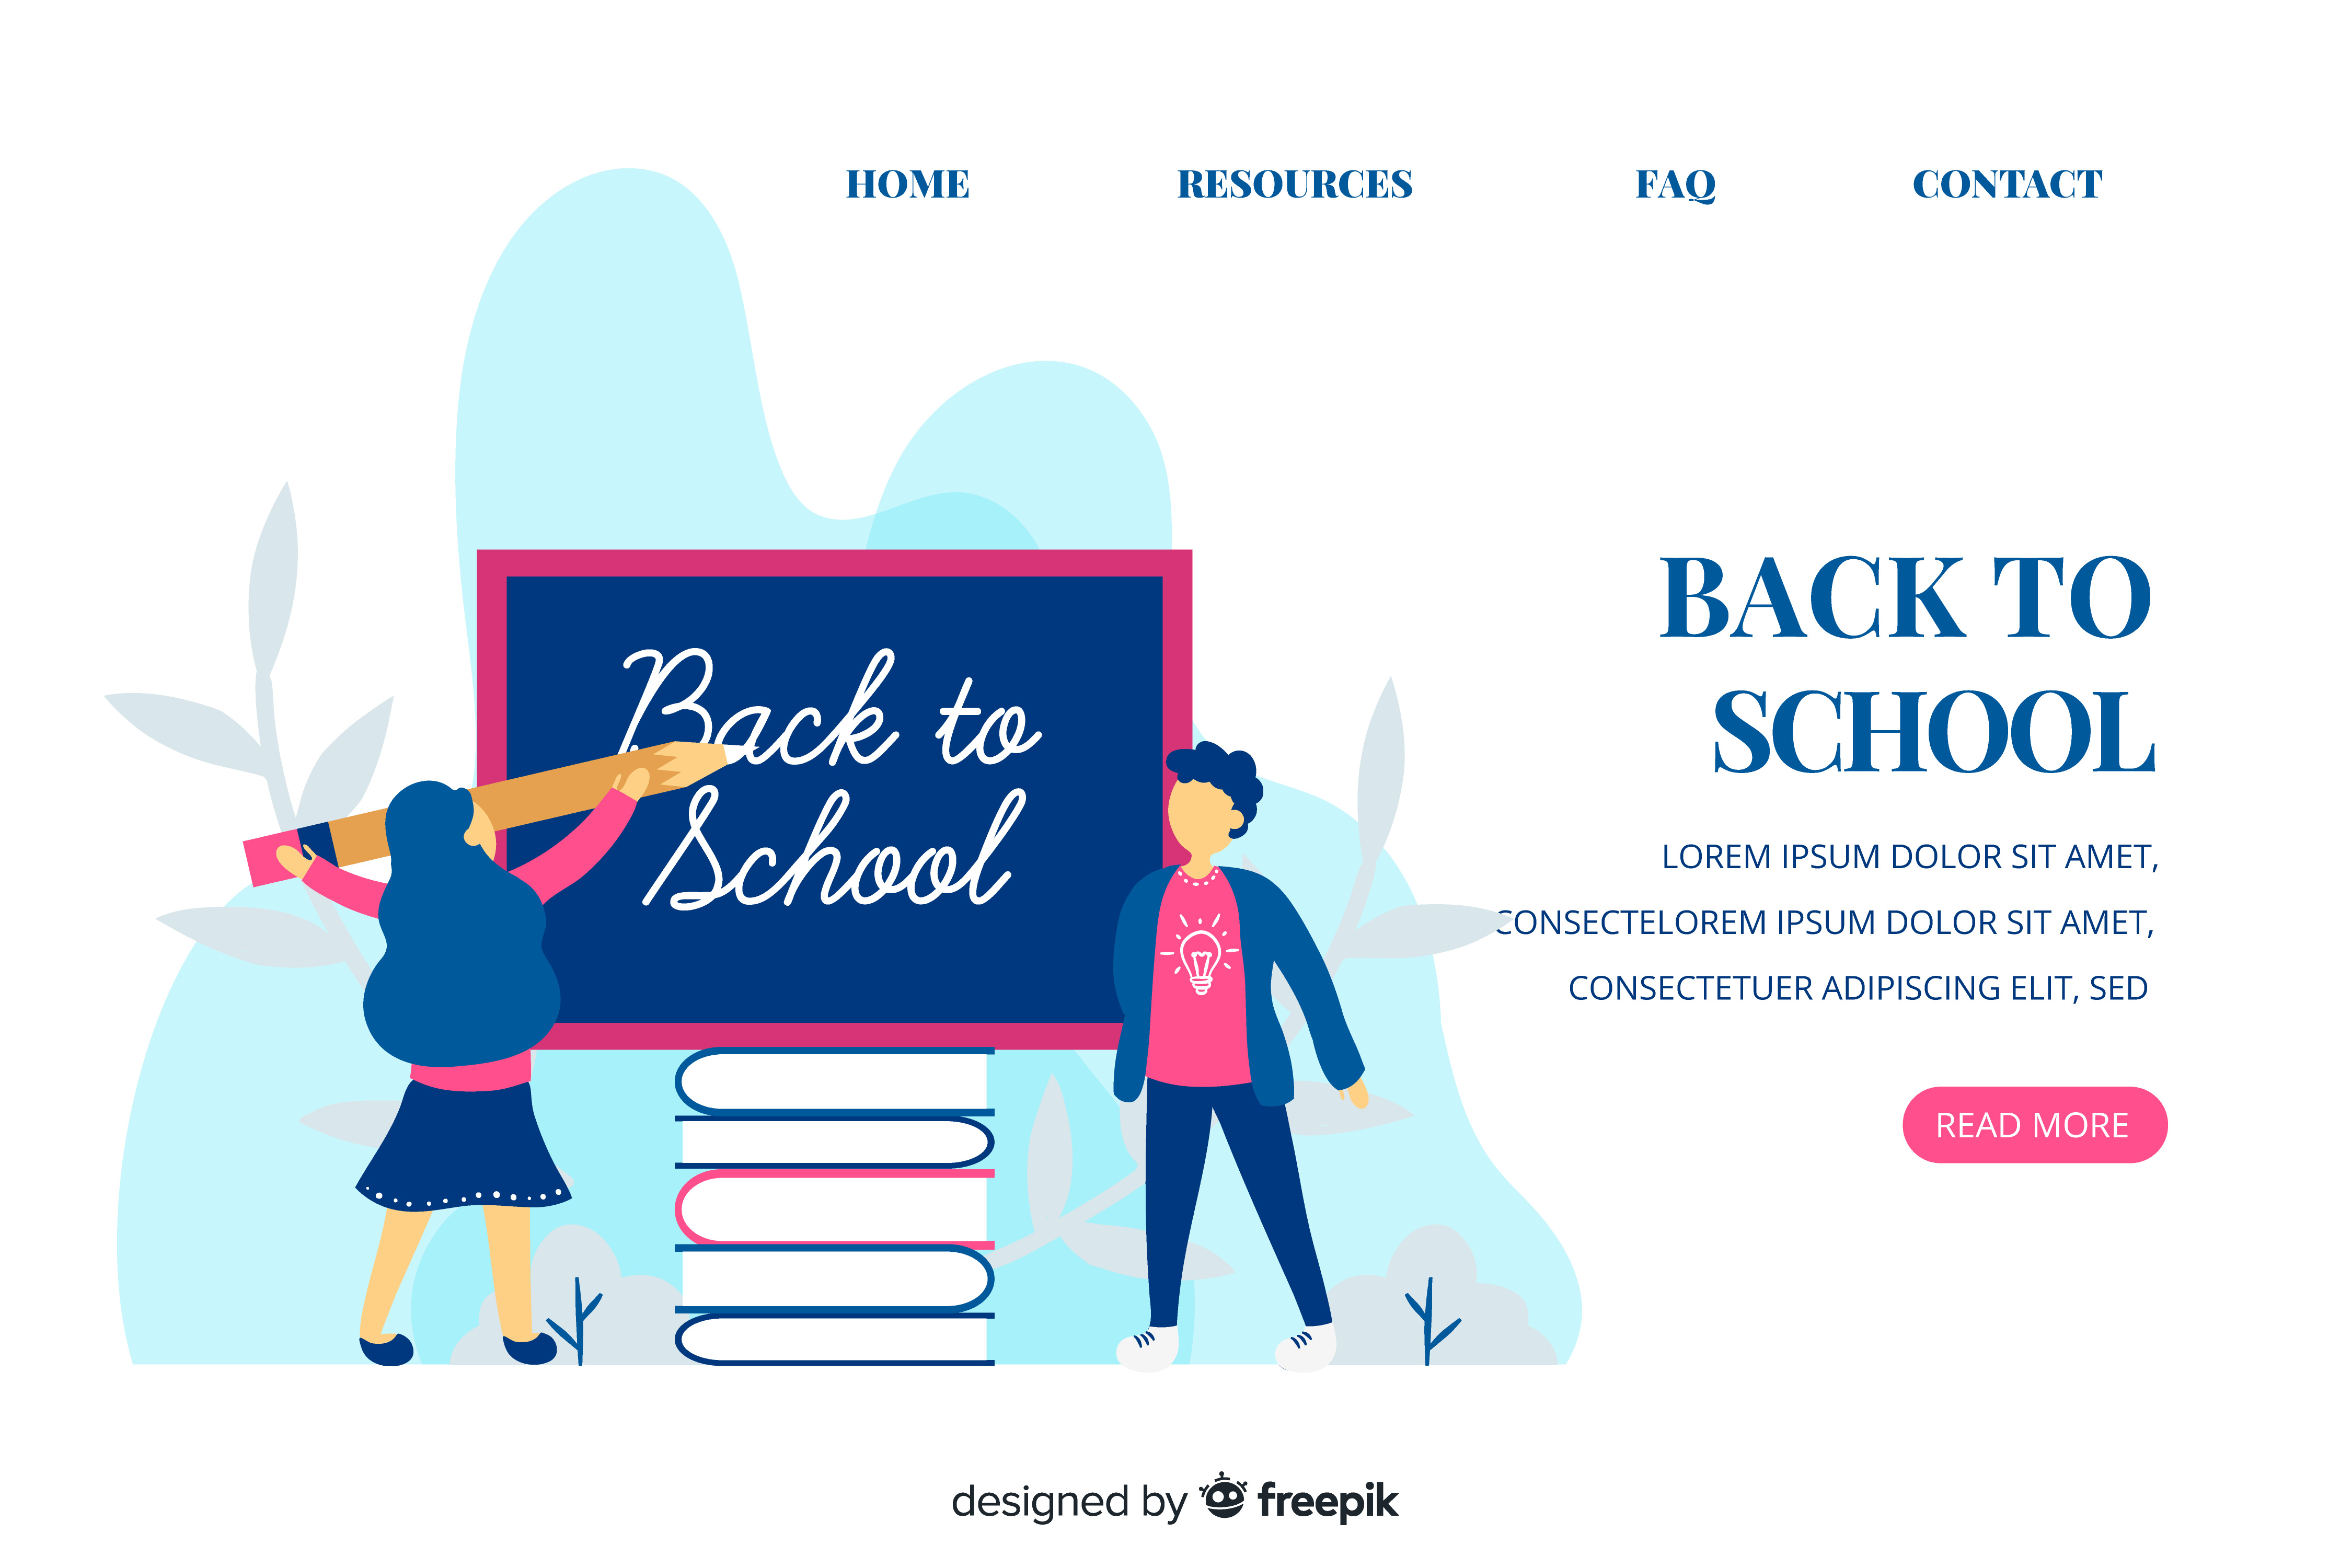 HOME RESOURCES FAQ CONTACT
Back to
School
BACK TO
SCHOOL
LOREM IPSUM DOLOR SIT AMET,
CONSECTELOREM IPSUM DOLOR SIT AMET,
CONSECTETUER ADIPISCING ELIT, SED
READ MORE
designed by freepik